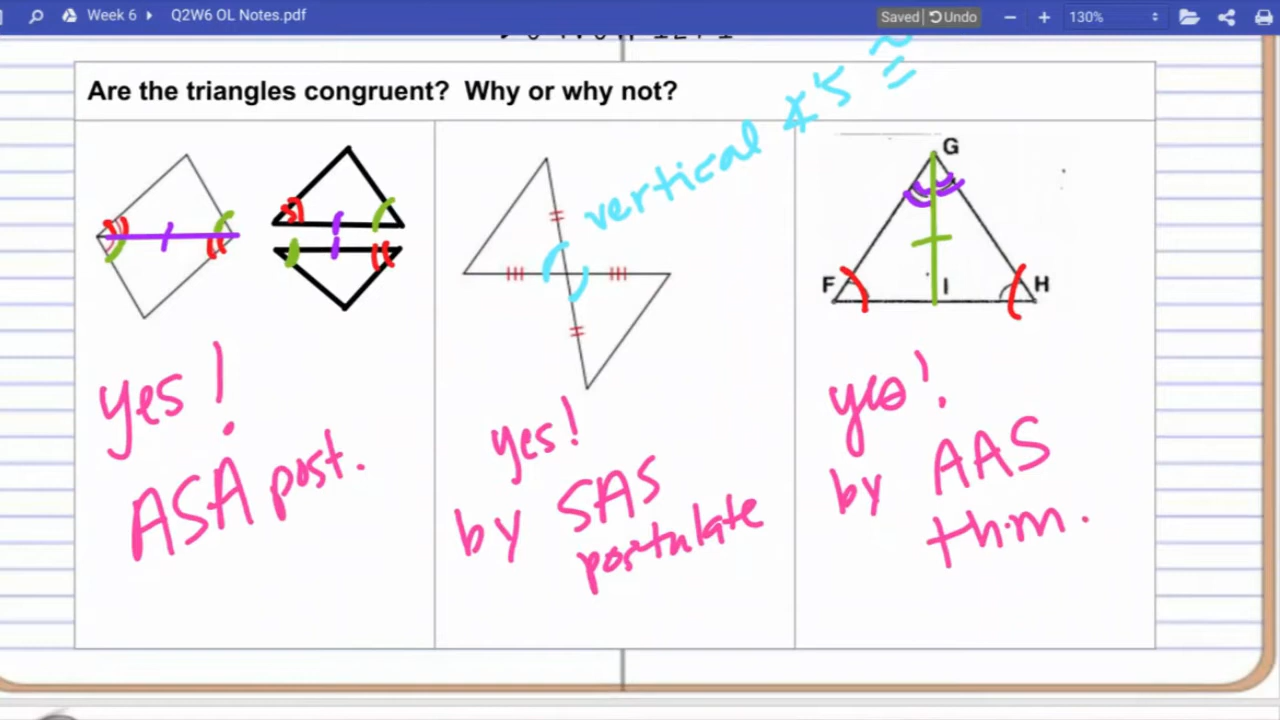 Week 6 Q2W6 OL Notes.pdf Saved Undo 130%
Are the triangles congruent? Why or why not?
vertical ∡'s ≅
G
F I H
yes!
ASA post.
yes!
by SAS
postulate
yes!
by AAS
thm.